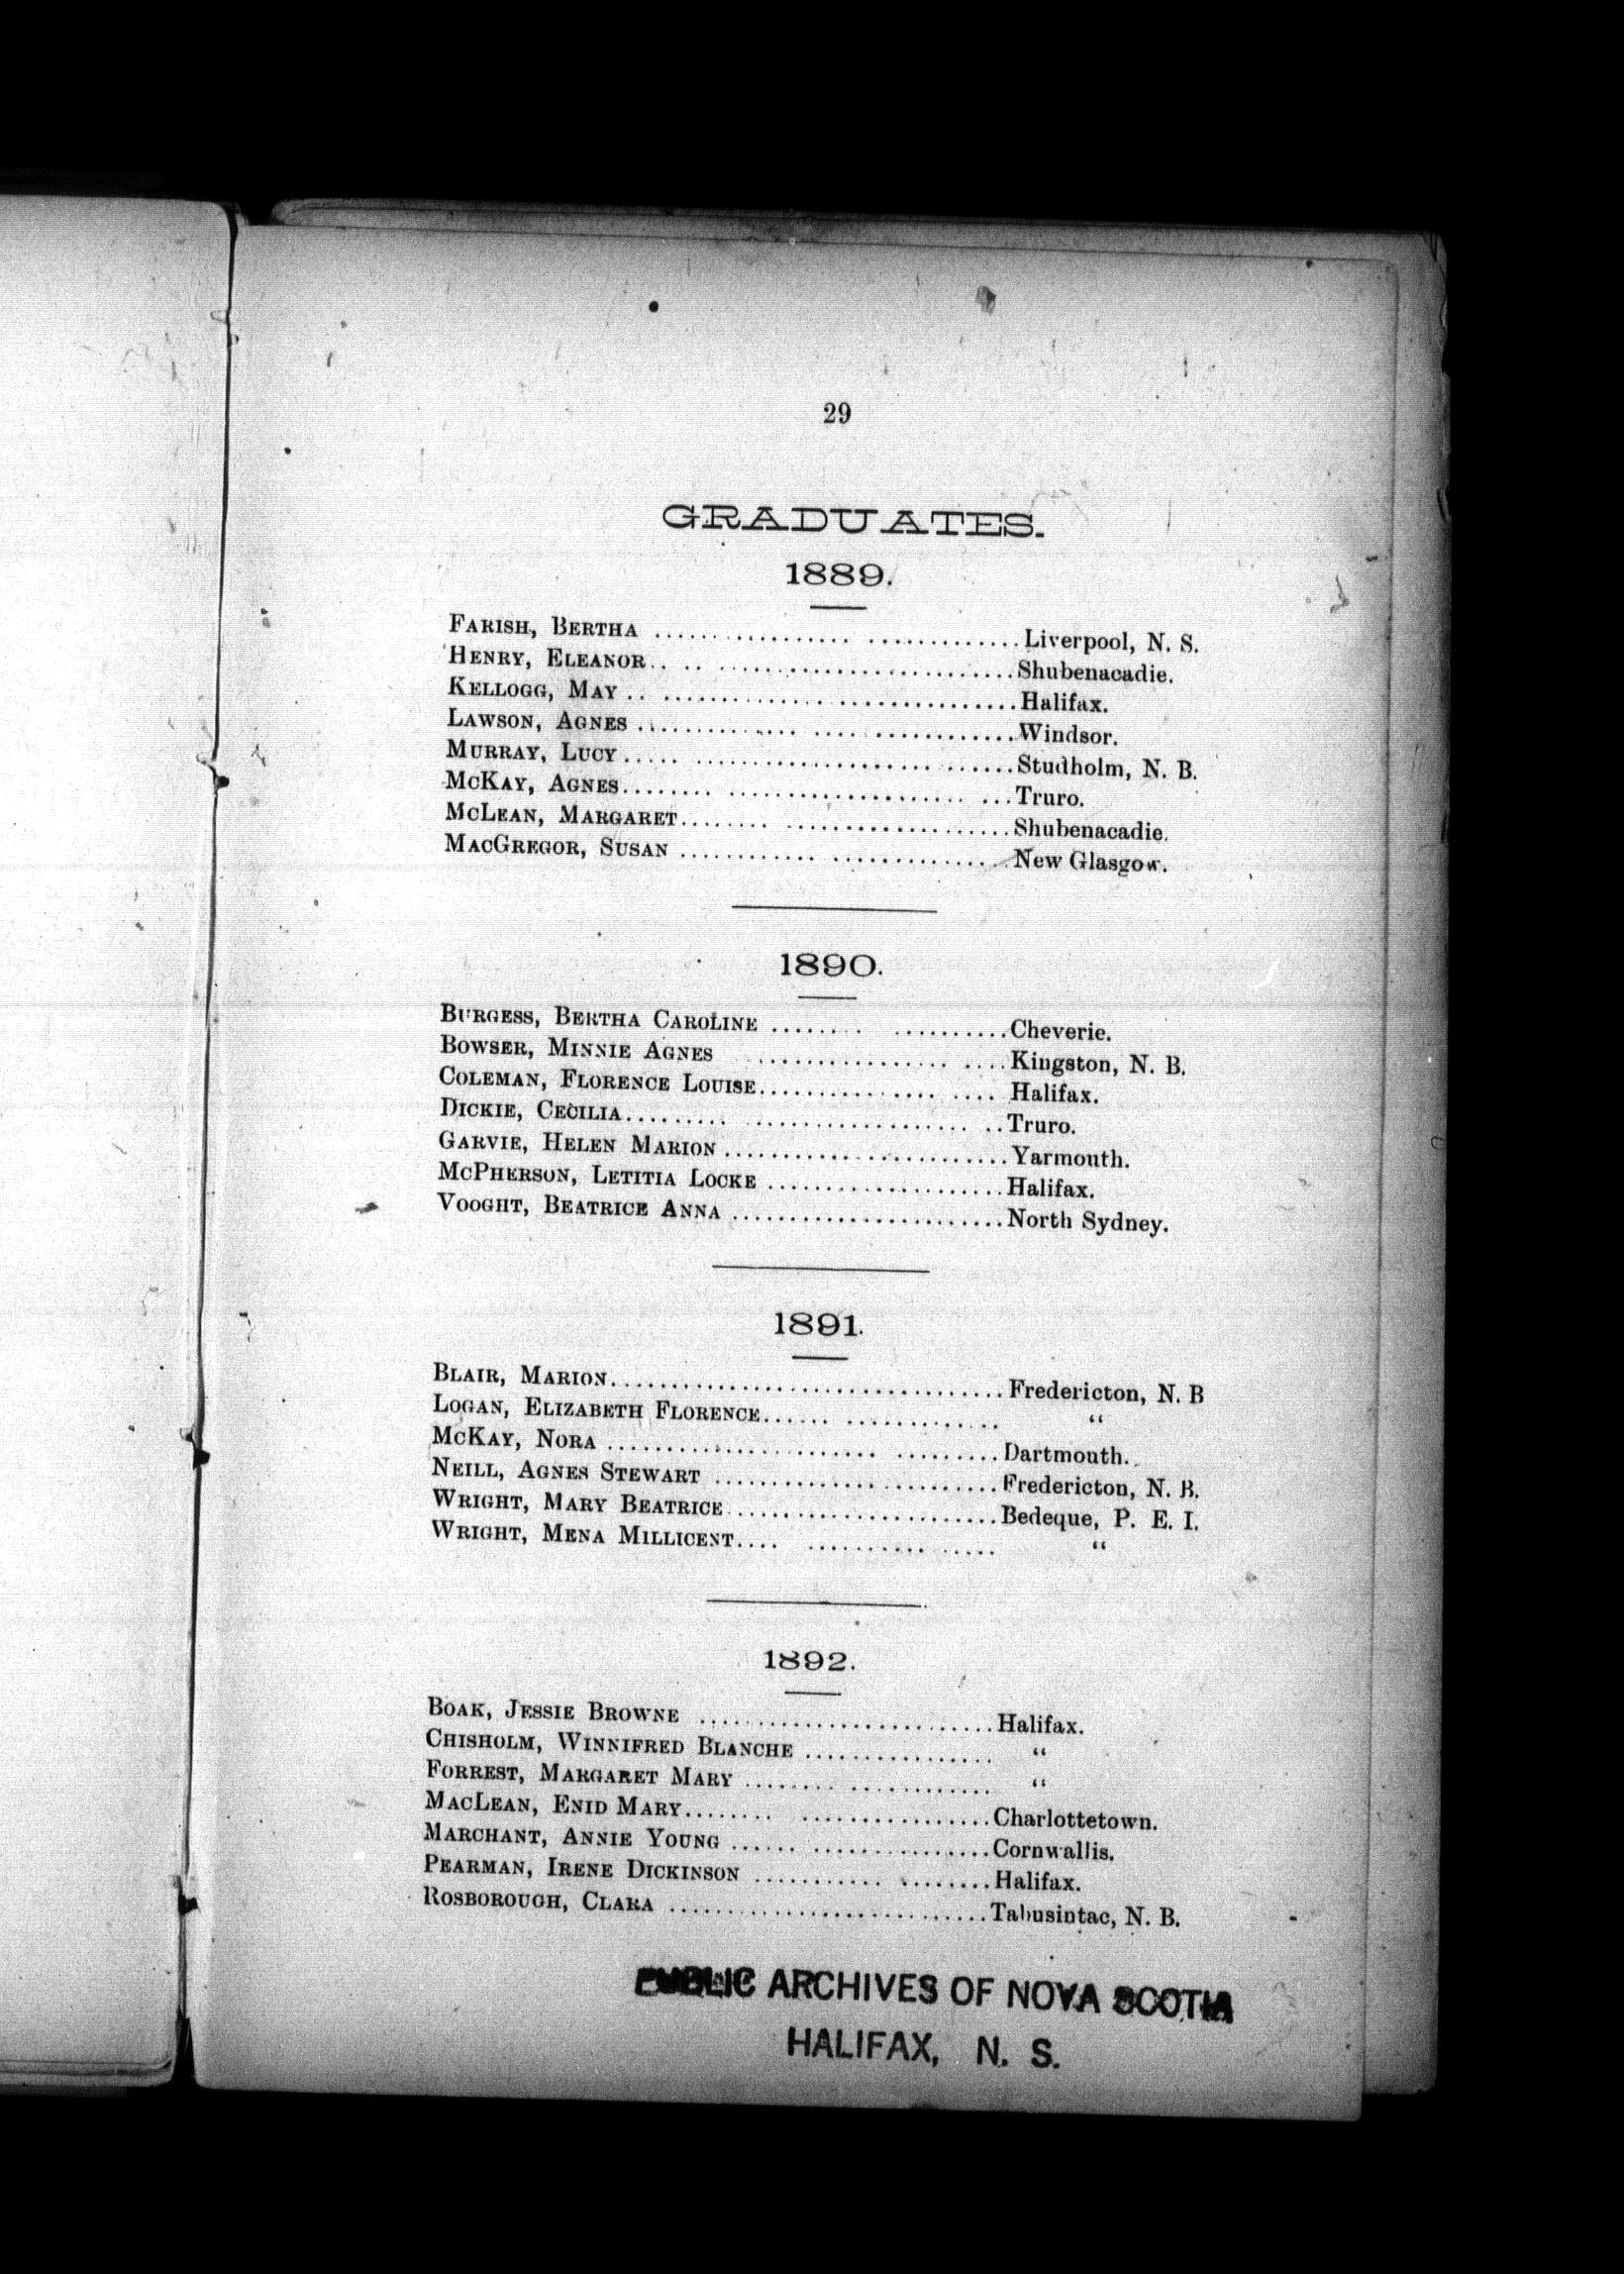 29
GRADUATES.
1889.
FARISH, BERTHA .................................... Liverpool, N. S.
HENRY, ELEANOR.................................... Shubenacadie.
KELLOGG, MAY.................................... Halifax.
LAWSON, AGNES.................................... Windsor.
MURRAY, LUCY.................................... Studholm, N. B.
MCKAY, AGNES.................................... Truro.
MCLEAN, MARGARET.............................. Shubenacadie.
MACGREGOR, SUSAN .............................. New Glasgow.
1890.
BURGESS, BERTHA CAROLINE .................... Cheverie.
BOWSER, MINNIE AGNES .................... Kingston, N. B.
COLEMAN, FLORENCE LOUISE.................... Halifax.
DICKIE, CECILIA.............................. Truro.
GARVIE, HELEN MARION ........................ Yarmouth.
MCPHERSON, LETITIA LOCKE .................... Halifax.
VOOGHT, BEATRICE ANNA ....................... North Sydney.
1891.
BLAIR, MARION................................. Fredericton, N. B
LOGAN, ELIZABETH FLORENCE.................... “
MCKAY, NORA ................................. Dartmouth.
NEILL, AGNES STEWART ........................ Fredericton, N. B.
WRIGHT, MARY BEATRICE....................... Bedeque, P. E. I.
WRIGHT, MENA MILLICENT.................... “
1892.
BOAK, JESSIE BROWNE ......................... Halifax.
CHISHOLM, WINNIFRED BLANCHE ................ “
FORREST, MARGARET MARY .................... “
MACLEAN, ENID MARY........................ Charlottetown.
MARCHANT, ANNIE YOUNG ..................... Cornwallis.
PEARMAN, IRENE DICKINSON ................... Halifax.
ROSBOROUGH, CLARA ........................... Tabusintac, N. B.
PUBLIC ARCHIVES OF NOVA SCOTIA
HALIFAX, N. S.